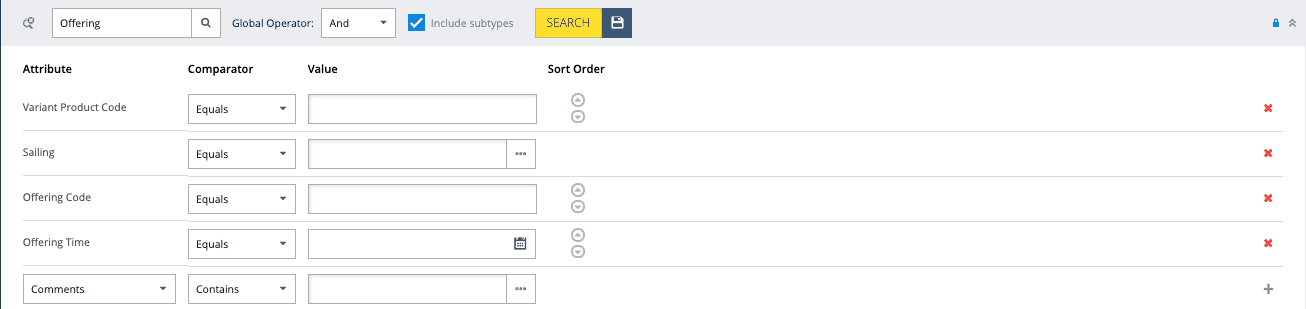 Offering Global Operator: And Include subtypes SEARCH
Attribute Comparator Value Sort Order
Variant Product Code Equals
Sailing Equals ...
Offering Code Equals
Offering Time Equals
Comments Contains ...